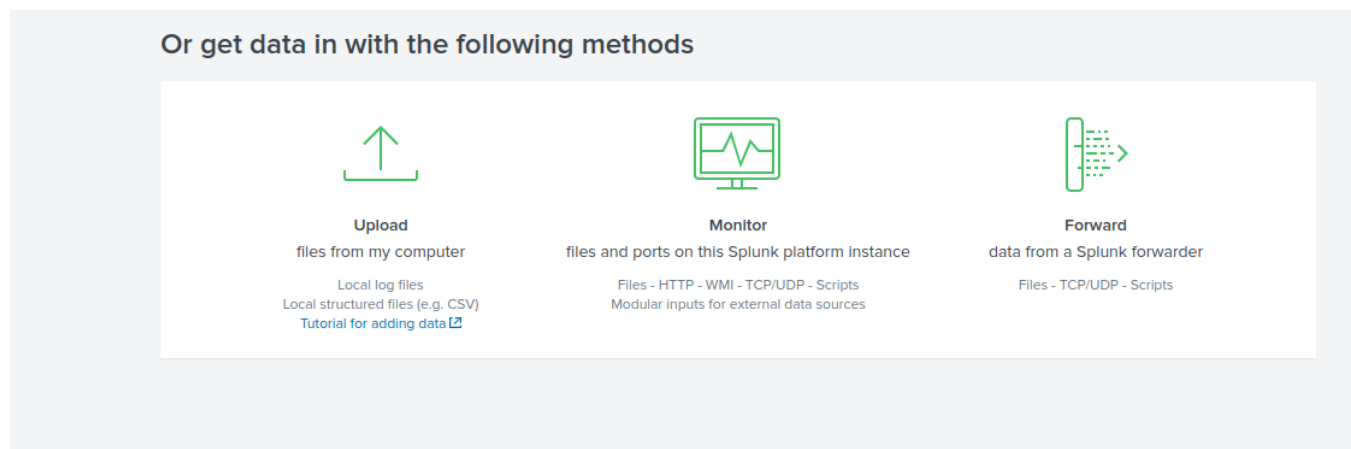 Or get data in with the following methods
Upload
files from my computer
Local log files
Local structured files (e.g. CSV)
Tutorial for adding data
Monitor
files and ports on this Splunk platform instance
Files - HTTP - WMI - TCP/UDP - Scripts
Modular inputs for external data sources
Forward
data from a Splunk forwarder
Files - TCP/UDP - Scripts